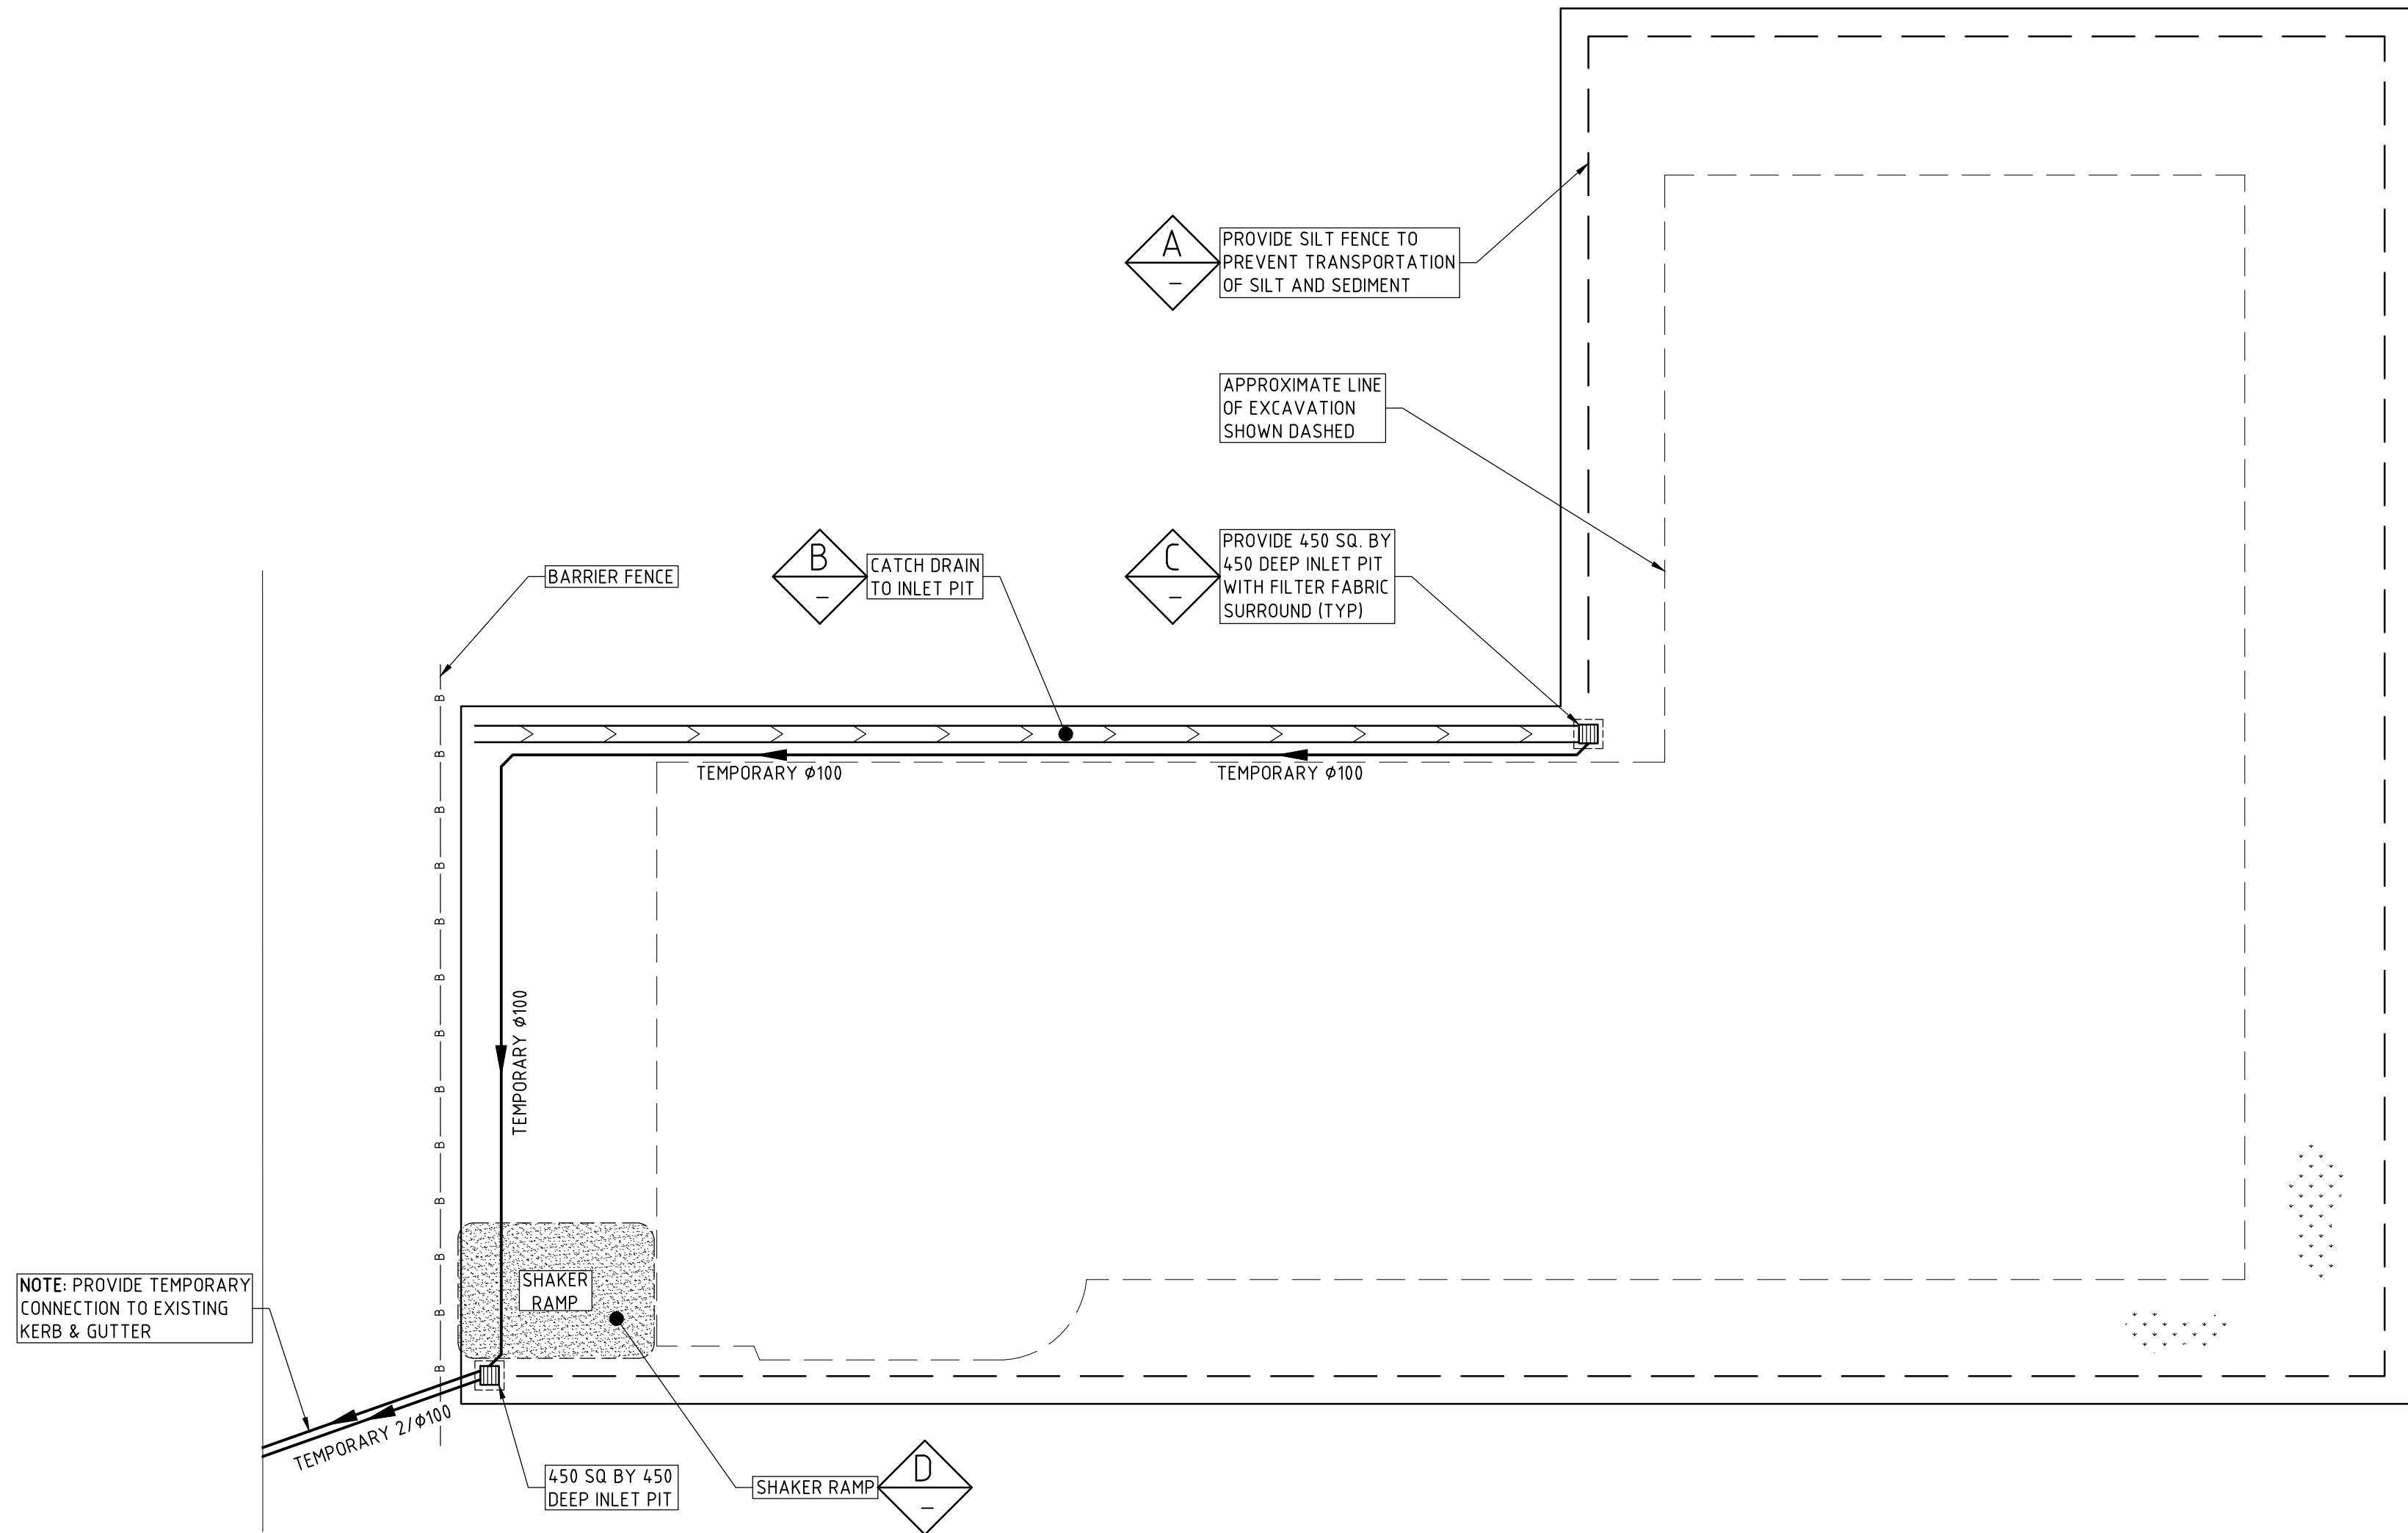 A
-
PROVIDE SILT FENCE TO
PREVENT TRANSPORTATION
OF SILT AND SEDIMENT
APPROXIMATE LINE
OF EXCAVATION
SHOWN DASHED
BARRIER FENCE
B
-
CATCH DRAIN
TO INLET PIT
C
-
PROVIDE 450 SQ. BY
450 DEEP INLET PIT
WITH FILTER FABRIC
SURROUND (TYP)
B
B
B
B
B
B
B
B
B
B
B
B
B
TEMPORARY Ø100
TEMPORARY Ø100
TEMPORARY Ø100
SHAKER
RAMP
NOTE: PROVIDE TEMPORARY
CONNECTION TO EXISTING
KERB & GUTTER
TEMPORARY 2/Ø100
450 SQ BY 450
DEEP INLET PIT
SHAKER RAMP
D
-